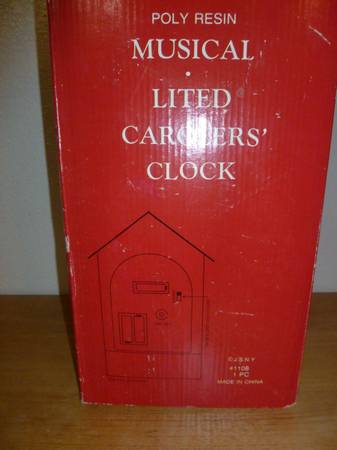 POLY RESIN
MUSICAL
•
LITED
CAROLERS'
CLOCK
© J.S.N.Y
41108
1 PC
MADE IN CHINA